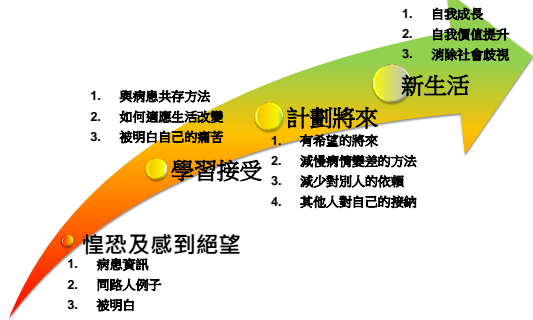 1. 自我成長
2. 自我價值提升
3. 消除社會歧視
新生活
1. 與病患共存方法
2. 如何適應生活改變
3. 被明白自己的痛苦
計劃將來
1. 有希望的將來
2. 減慢病情變差的方法
3. 減少對別人的依賴
4. 其他人對自己的接納
學習接受
惶恐及感到絕望
1. 病患資訊
2. 同路人例子
3. 被明白